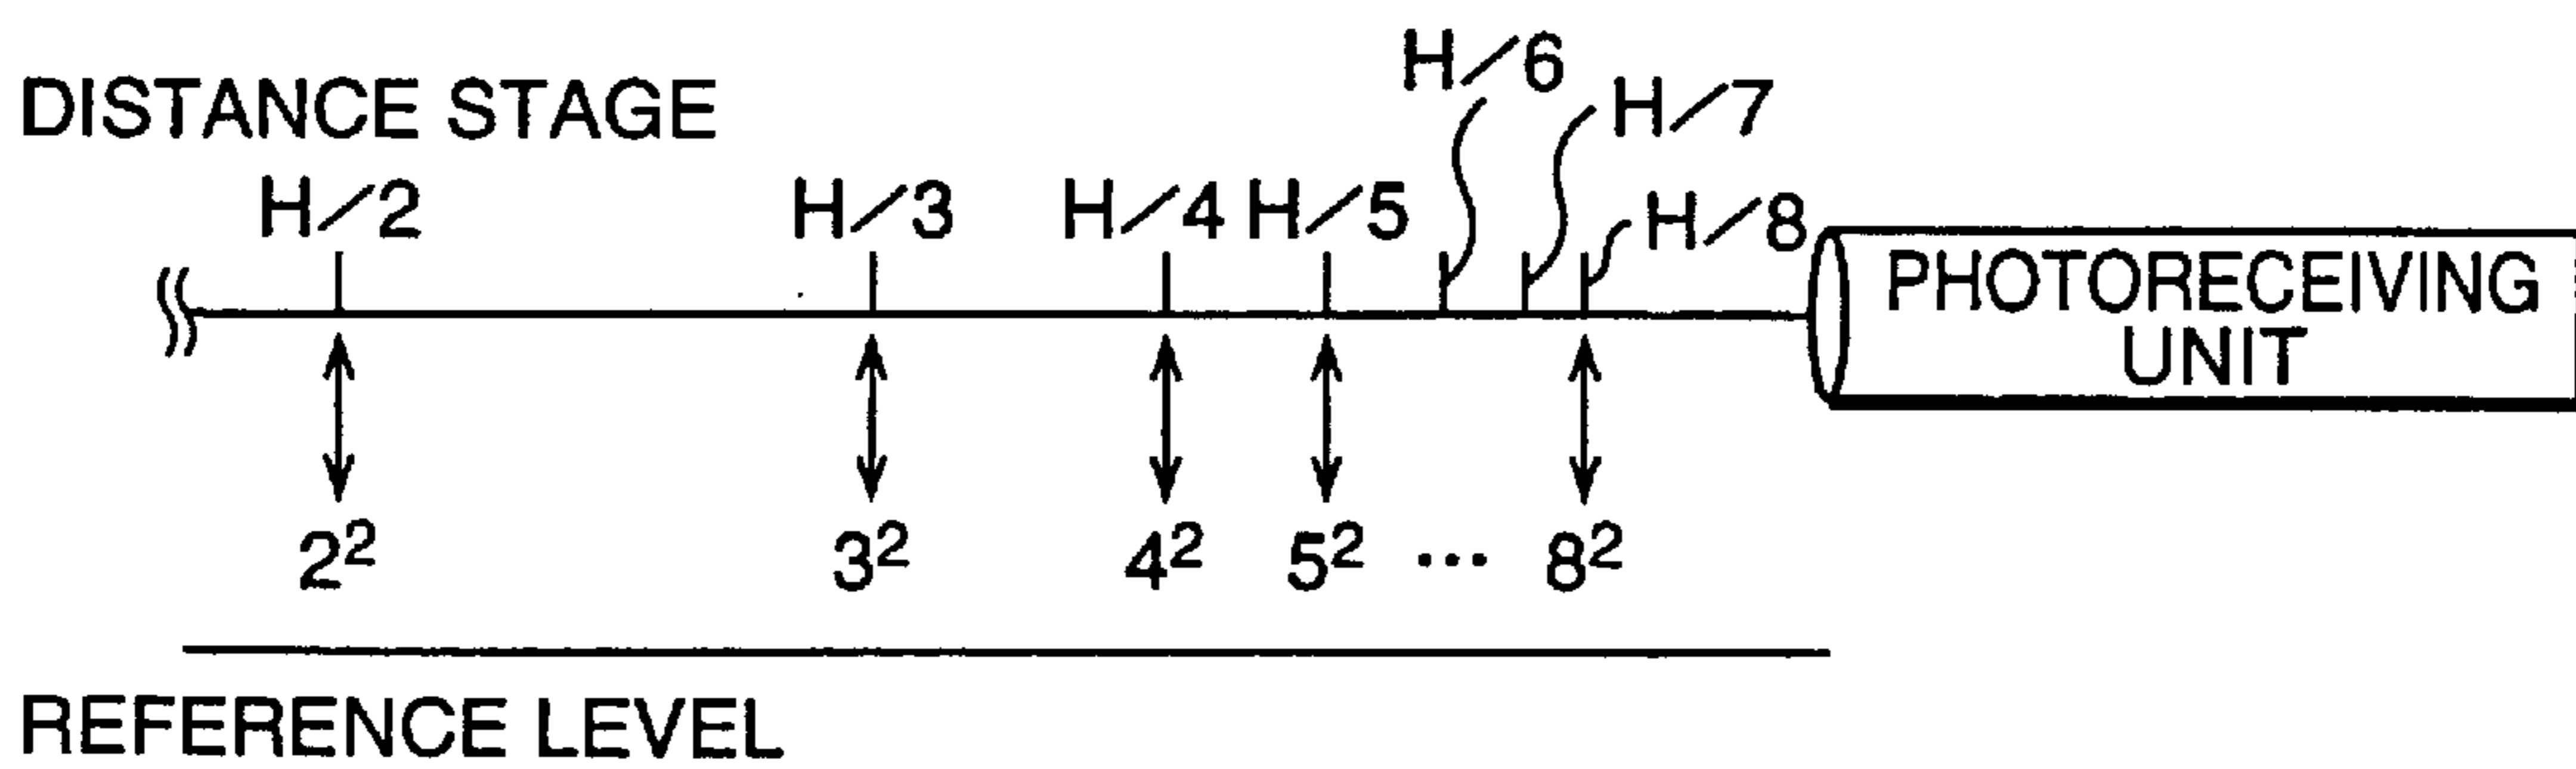 DISTANCE STAGE
H/6
H/7
H/2 H/3 H/4 H/5 H/8
PHOTORECEIVING
UNIT
2² 3² 4² 5² ... 8²
REFERENCE LEVEL